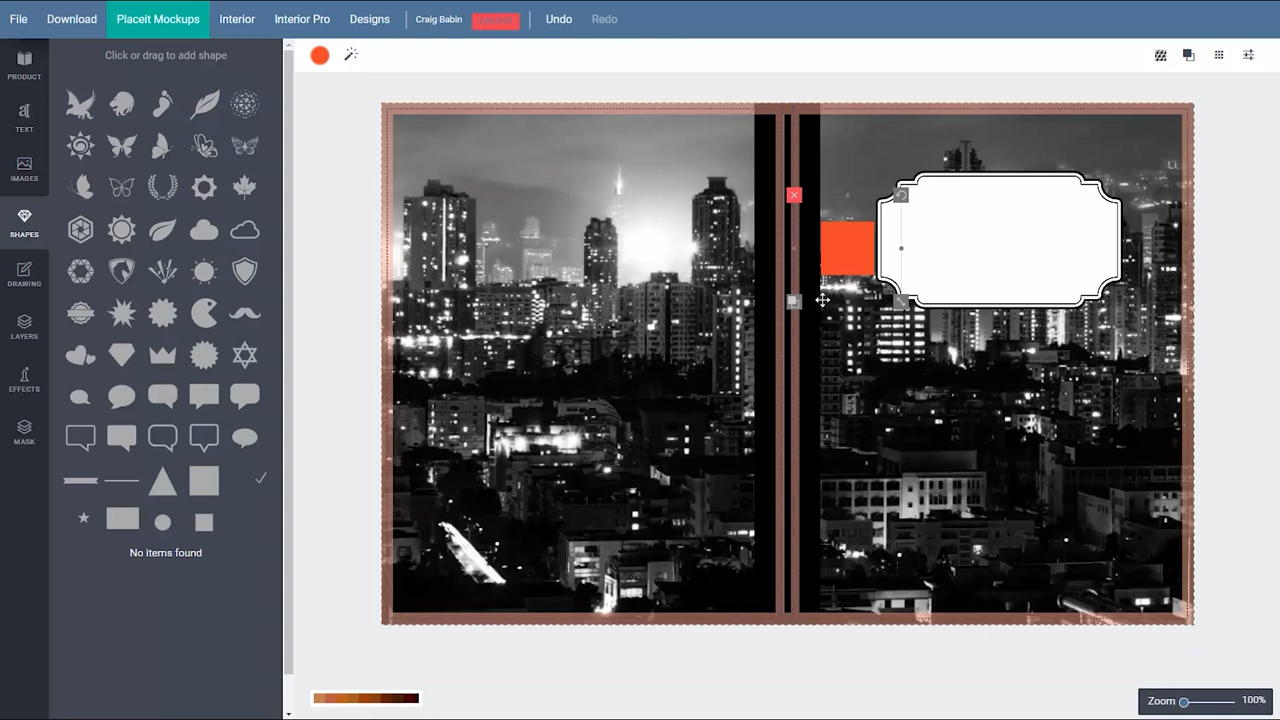 File Download Placeit Mockups Interior Interior Pro Designs Craig Babin Undo Redo
Click or drag to add shape
PRODUCT
TEXT
IMAGES
SHAPES
DRAWING
LAYERS
EFFECTS
MASK
No items found
Zoom 100%